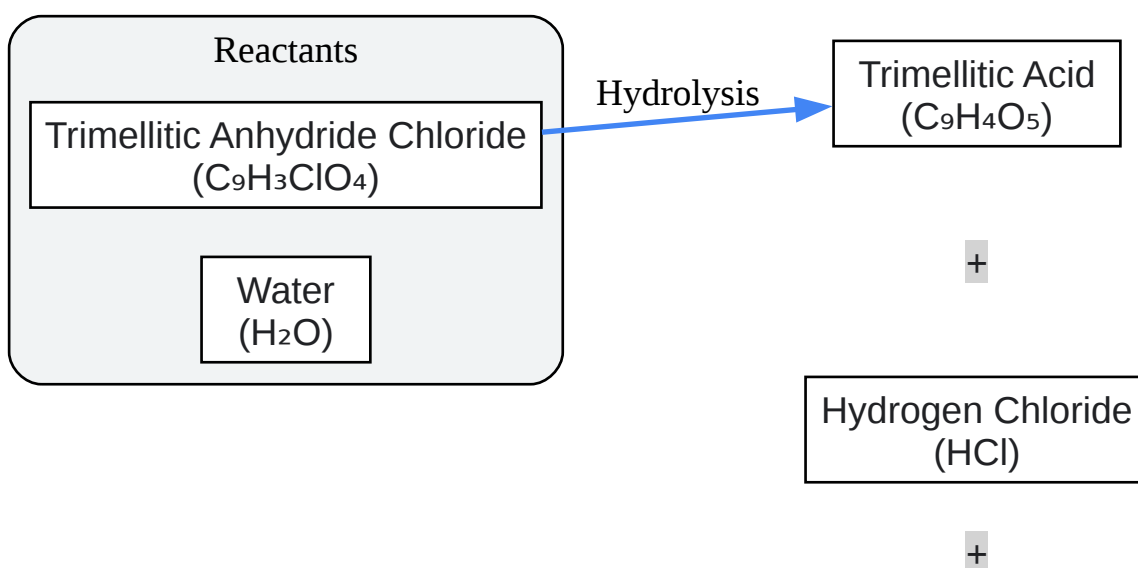 Reactants
Trimellitic Anhydride Chloride
(C₉H₃ClO₄)
Water
(H₂O)
Hydrolysis
Trimellitic Acid
(C₉H₄O₅)
+
Hydrogen Chloride
(HCl)
+